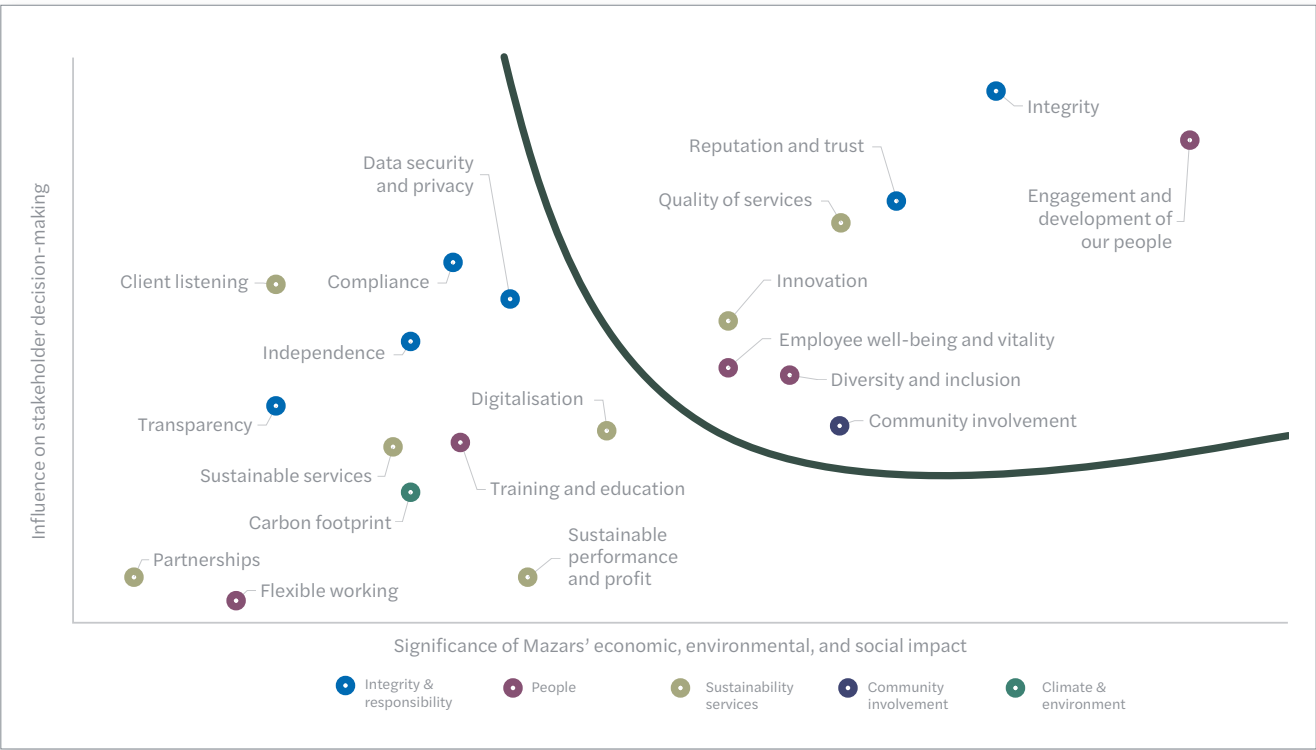 Influence on stakeholder decision-making
Integrity
Reputation and trust
Data security
and privacy
Quality of services
Engagement and
development of
our people
Client listening
Compliance
Innovation
Employee well-being and vitality
Independence
Diversity and inclusion
Digitalisation
Community involvement
Transparency
Sustainable services
Training and education
Carbon footprint
Sustainable
performance
and profit
Partnerships
Flexible working
Significance of Mazars’ economic, environmental, and social impact
Integrity &
responsibility
People
Sustainability
services
Community
involvement
Climate &
environment